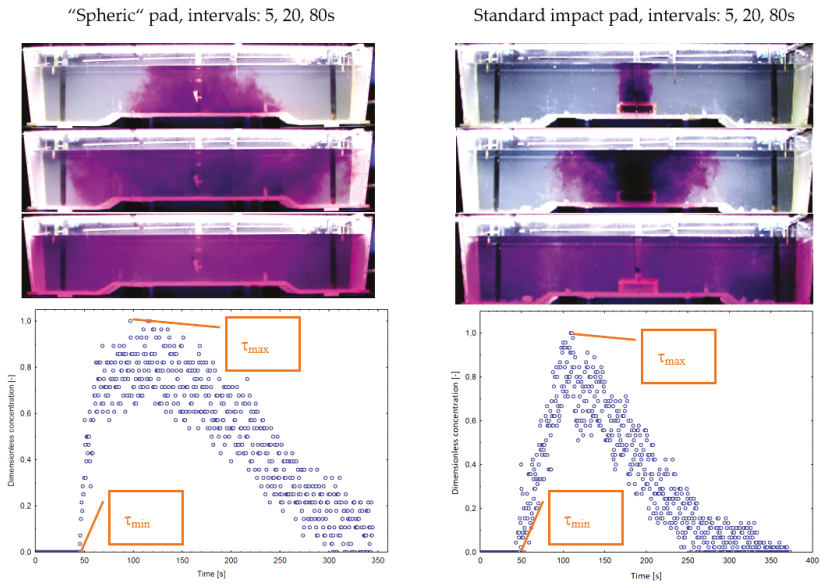 “Spheric“ pad, intervals: 5, 20, 80s
Standard impact pad, intervals: 5, 20, 80s
Dimensionless concentration [-]
1.0
0.8
0.6
0.4
0.2
0.0
τmax
τmin
0
50
100
150
200
250
300
350
Time [s]
Dimensionless concentration [-]
1.0
0.8
0.6
0.4
0.2
0.0
τmax
τmin
0
50
100
150
200
250
300
350
400
Time [s]